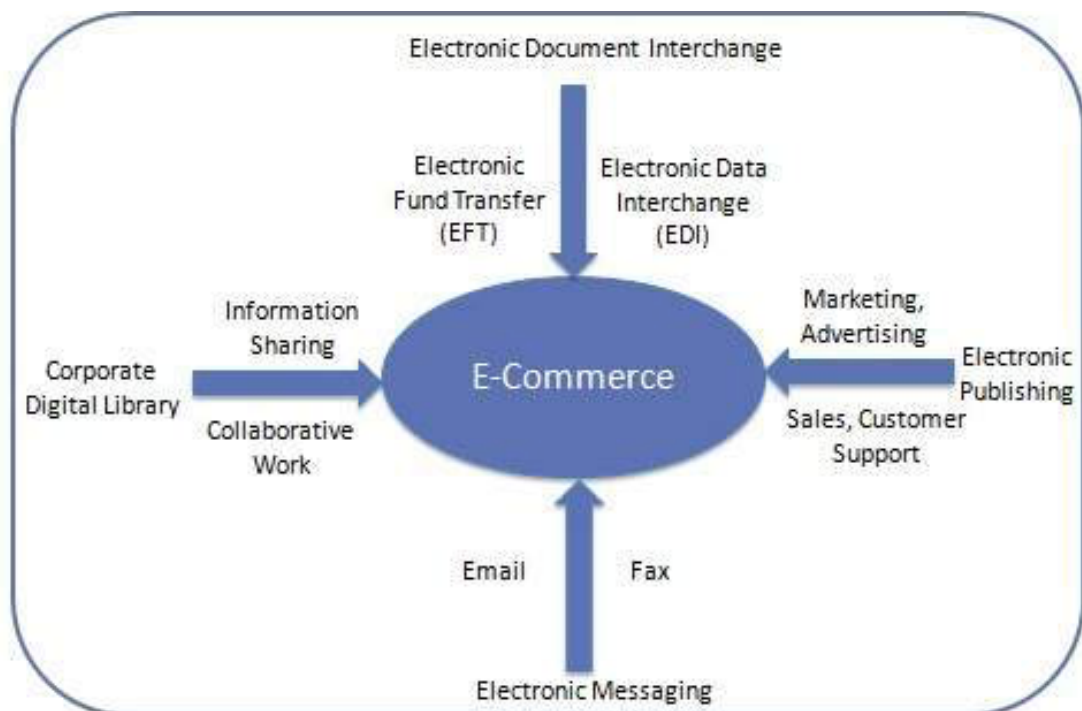 Electronic Document Interchange
Electronic
Fund Transfer
(EFT)
Electronic Data
Interchange
(EDI)
Information
Sharing
Marketing,
Advertising
Corporate
Digital Library
E-Commerce
Electronic
Publishing
Collaborative
Work
Sales, Customer
Support
Email
Fax
Electronic Messaging